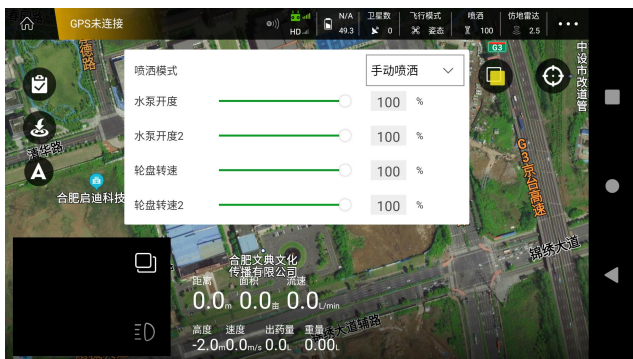 GPS未连接
HD
N/A
49.3
卫星数
0
飞行模式
姿态
喷洒
100
仿地雷达
2.5
喷洒模式
手动喷洒
水泵开度
100 %
水泵开度2
100 %
轮盘转速
100 %
轮盘转速2
100 %
德路
清华路
合肥启迪科技
G3
中设市政道管
G3京台高速
锦绣大道
合肥文典文化
传播有限公司
绣大道辅路
距离 面积 流速
0.0m 0.0亩 0.0L/min
高度 速度 出药量 重量
-2.0m 0.0m/s 0.0L 0.00L